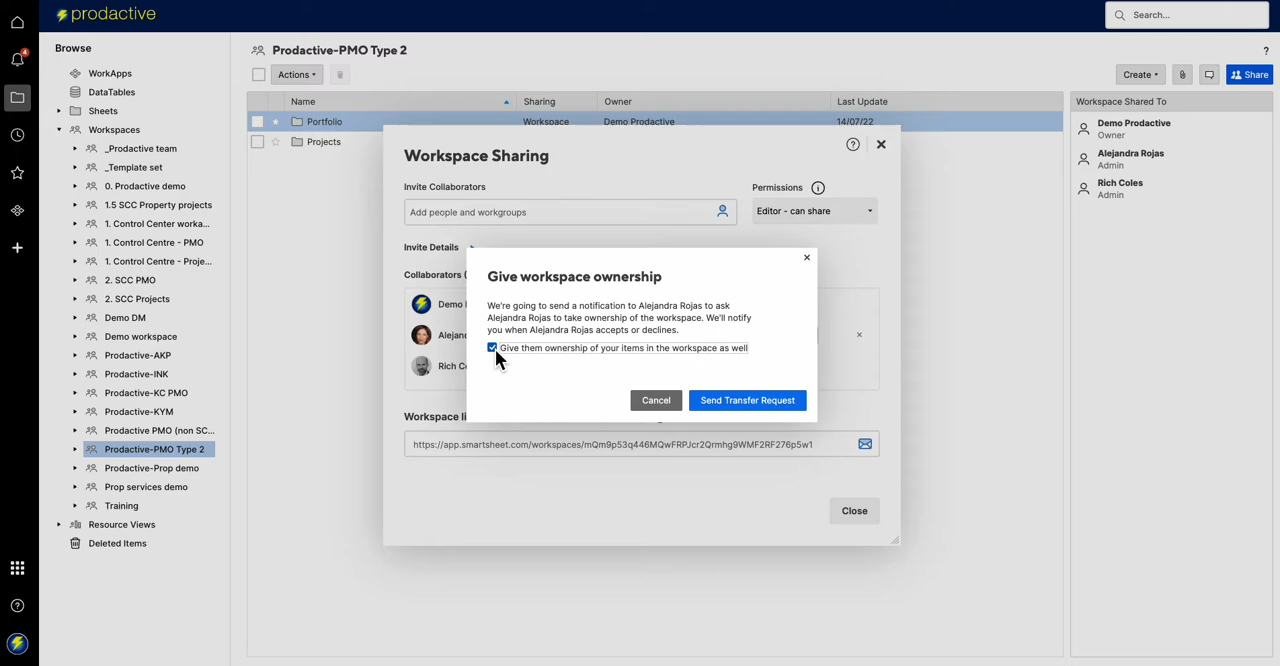 prodactive
Search...
4
Browse
WorkApps
DataTables
Sheets
Workspaces
_Prodactive team
_Template set
0. Prodactive demo
1.5 SCC Property projects
1. Control Center worka...
1. Control Centre - PMO
1. Control Centre - Proje...
2. SCC PMO
2. SCC Projects
Demo DM
Demo workspace
Prodactive-AKP
Prodactive-INK
Prodactive-KC PMO
Prodactive-KYM
Prodactive PMO (non SC...
Prodactive-PMO Type 2
Prodactive-Prop demo
Prop services demo
Training
Resource Views
Deleted Items
Prodactive-PMO Type 2
?
Actions
Create
Share
Name Sharing Owner Last Update
Portfolio Workspace Demo Prodactive 14/07/22
Projects
Workspace Shared To
Demo Prodactive
Owner
Alejandra Rojas
Admin
Rich Coles
Admin
Workspace Sharing
?
Invite Collaborators
Permissions i
Add people and workgroups
Editor - can share
Invite Details
Collaborators (
Demo
Alejan
Rich C
Give workspace ownership
We're going to send a notification to Alejandra Rojas to ask
Alejandra Rojas to take ownership of the workspace. We'll notify
you when Alejandra Rojas accepts or declines.
Give them ownership of your items in the workspace as well
Cancel
Send Transfer Request
Workspace li
https://app.smartsheet.com/workspaces/mQm9p53q446MQwFRPJcr2Qrmhg9WMF2RF276p5w1
Close
?